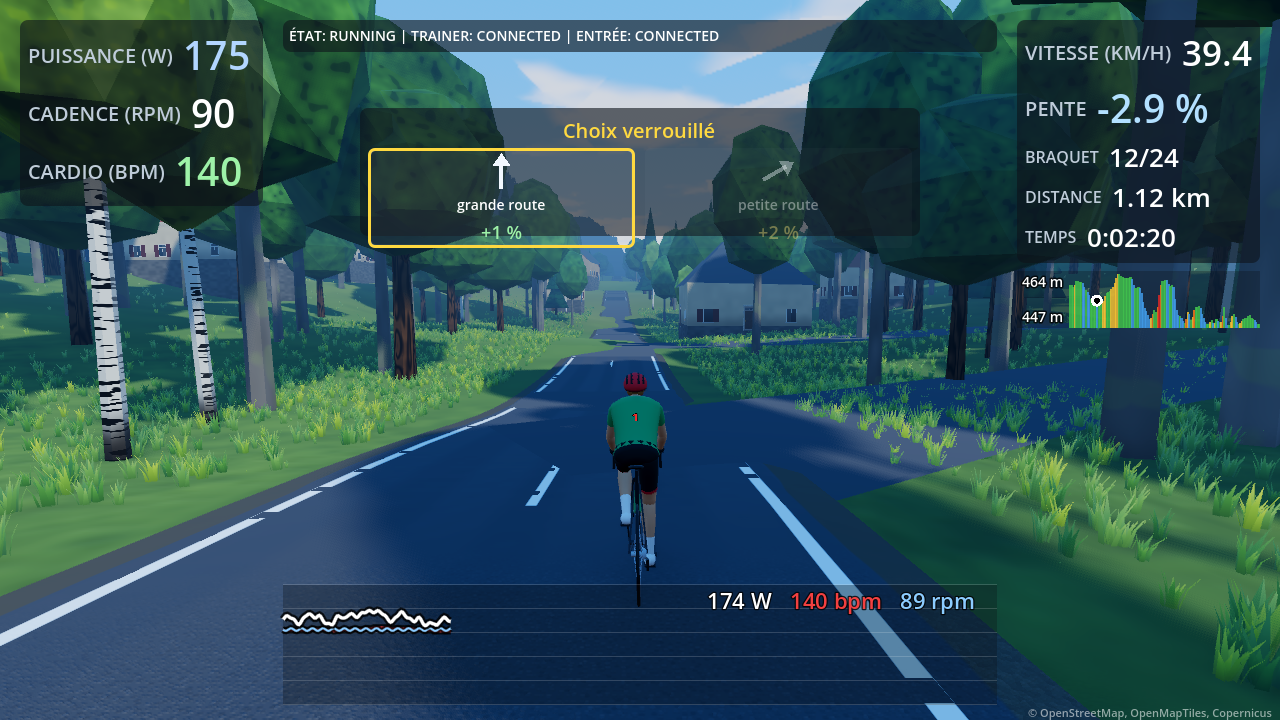 PUISSANCE (W) 175
CADENCE (RPM) 90
CARDIO (BPM) 140
ÉTAT: RUNNING | TRAINER: CONNECTED | ENTRÉE: CONNECTED
Choix verrouillé
grande route
+1 %
petite route
+2 %
VITESSE (KM/H) 39.4
PENTE -2.9 %
BRAQUET 12/24
DISTANCE 1.12 km
TEMPS 0:02:20
464 m
447 m
1
174 W 140 bpm 89 rpm
© OpenStreetMap, OpenMapTiles, Copernicus